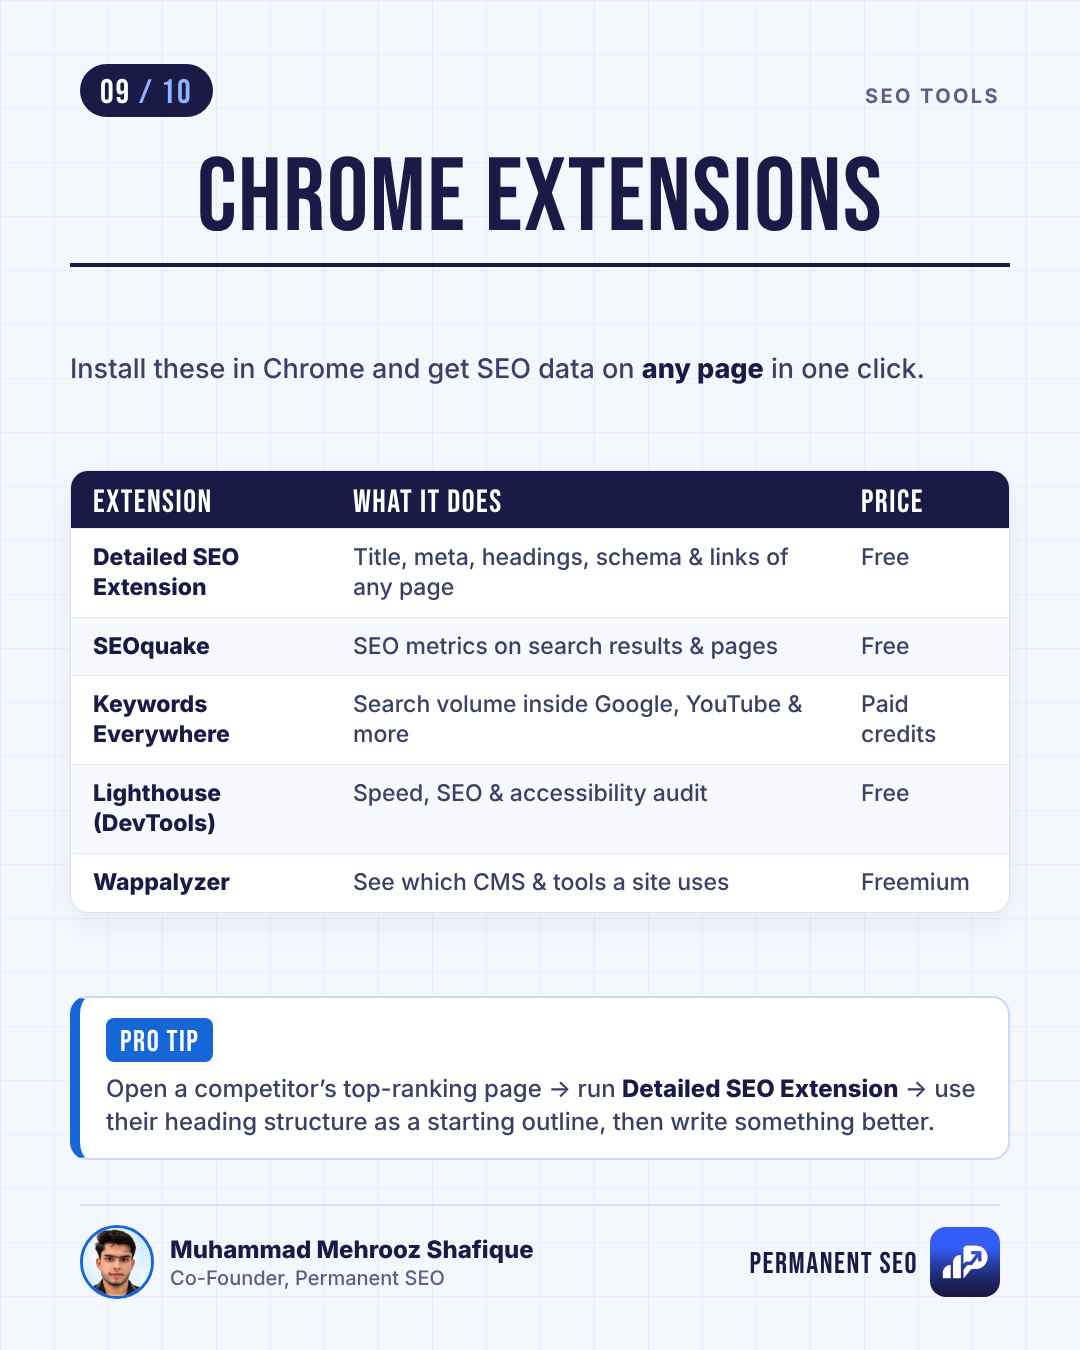 09 / 10
SEO TOOLS
CHROME EXTENSIONS
Install these in Chrome and get SEO data on any page in one click.
EXTENSION WHAT IT DOES PRICE
Detailed SEO Extension Title, meta, headings, schema & links of any page Free
SEOquake SEO metrics on search results & pages Free
Keywords Everywhere Search volume inside Google, YouTube & more Paid credits
Lighthouse (DevTools) Speed, SEO & accessibility audit Free
Wappalyzer See which CMS & tools a site uses Freemium
PRO TIP
Open a competitor’s top-ranking page → run Detailed SEO Extension → use
their heading structure as a starting outline, then write something better.
Muhammad Mehrooz Shafique
Co-Founder, Permanent SEO
PERMANENT SEO